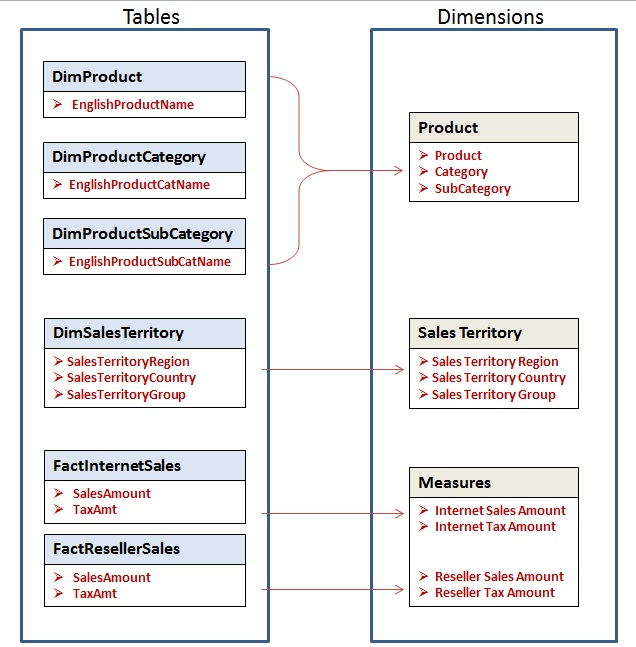 Tables
DimProduct
EnglishProductName
DimProductCategory
EnglishProductCatName
DimProductSubCategory
EnglishProductSubCatName
DimSalesTerritory
SalesTerritoryRegion
SalesTerritoryCountry
SalesTerritoryGroup
FactInternetSales
SalesAmount
TaxAmt
FactResellerSales
SalesAmount
TaxAmt
Dimensions
Product
Product
Category
SubCategory
Sales Territory
Sales Territory Region
Sales Territory Country
Sales Territory Group
Measures
Internet Sales Amount
Internet Tax Amount
Reseller Sales Amount
Reseller Tax Amount